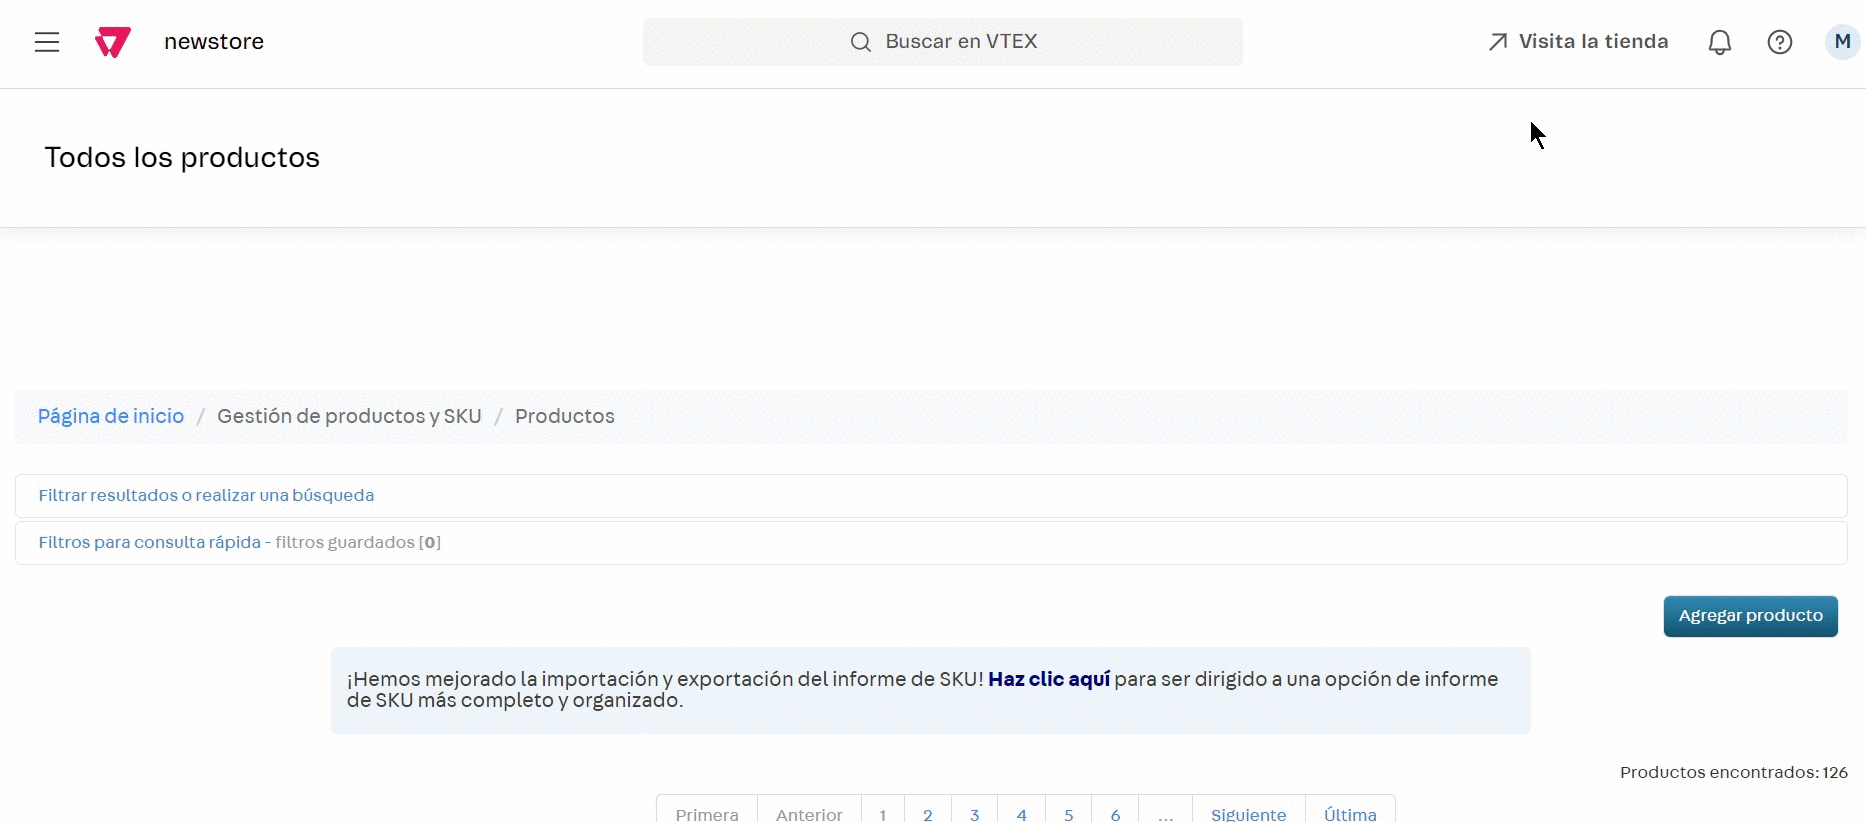 newstore
Buscar en VTEX
Visita la tienda
M
Todos los productos
Página de inicio / Gestión de productos y SKU / Productos
Filtrar resultados o realizar una búsqueda
Filtros para consulta rápida - filtros guardados [0]
Agregar producto
¡Hemos mejorado la importación y exportación del informe de SKU! Haz clic aquí para ser dirigido a una opción de informe
de SKU más completo y organizado.
Productos encontrados: 126
Primera Anterior 1 2 3 4 5 6 ... Siguiente Última